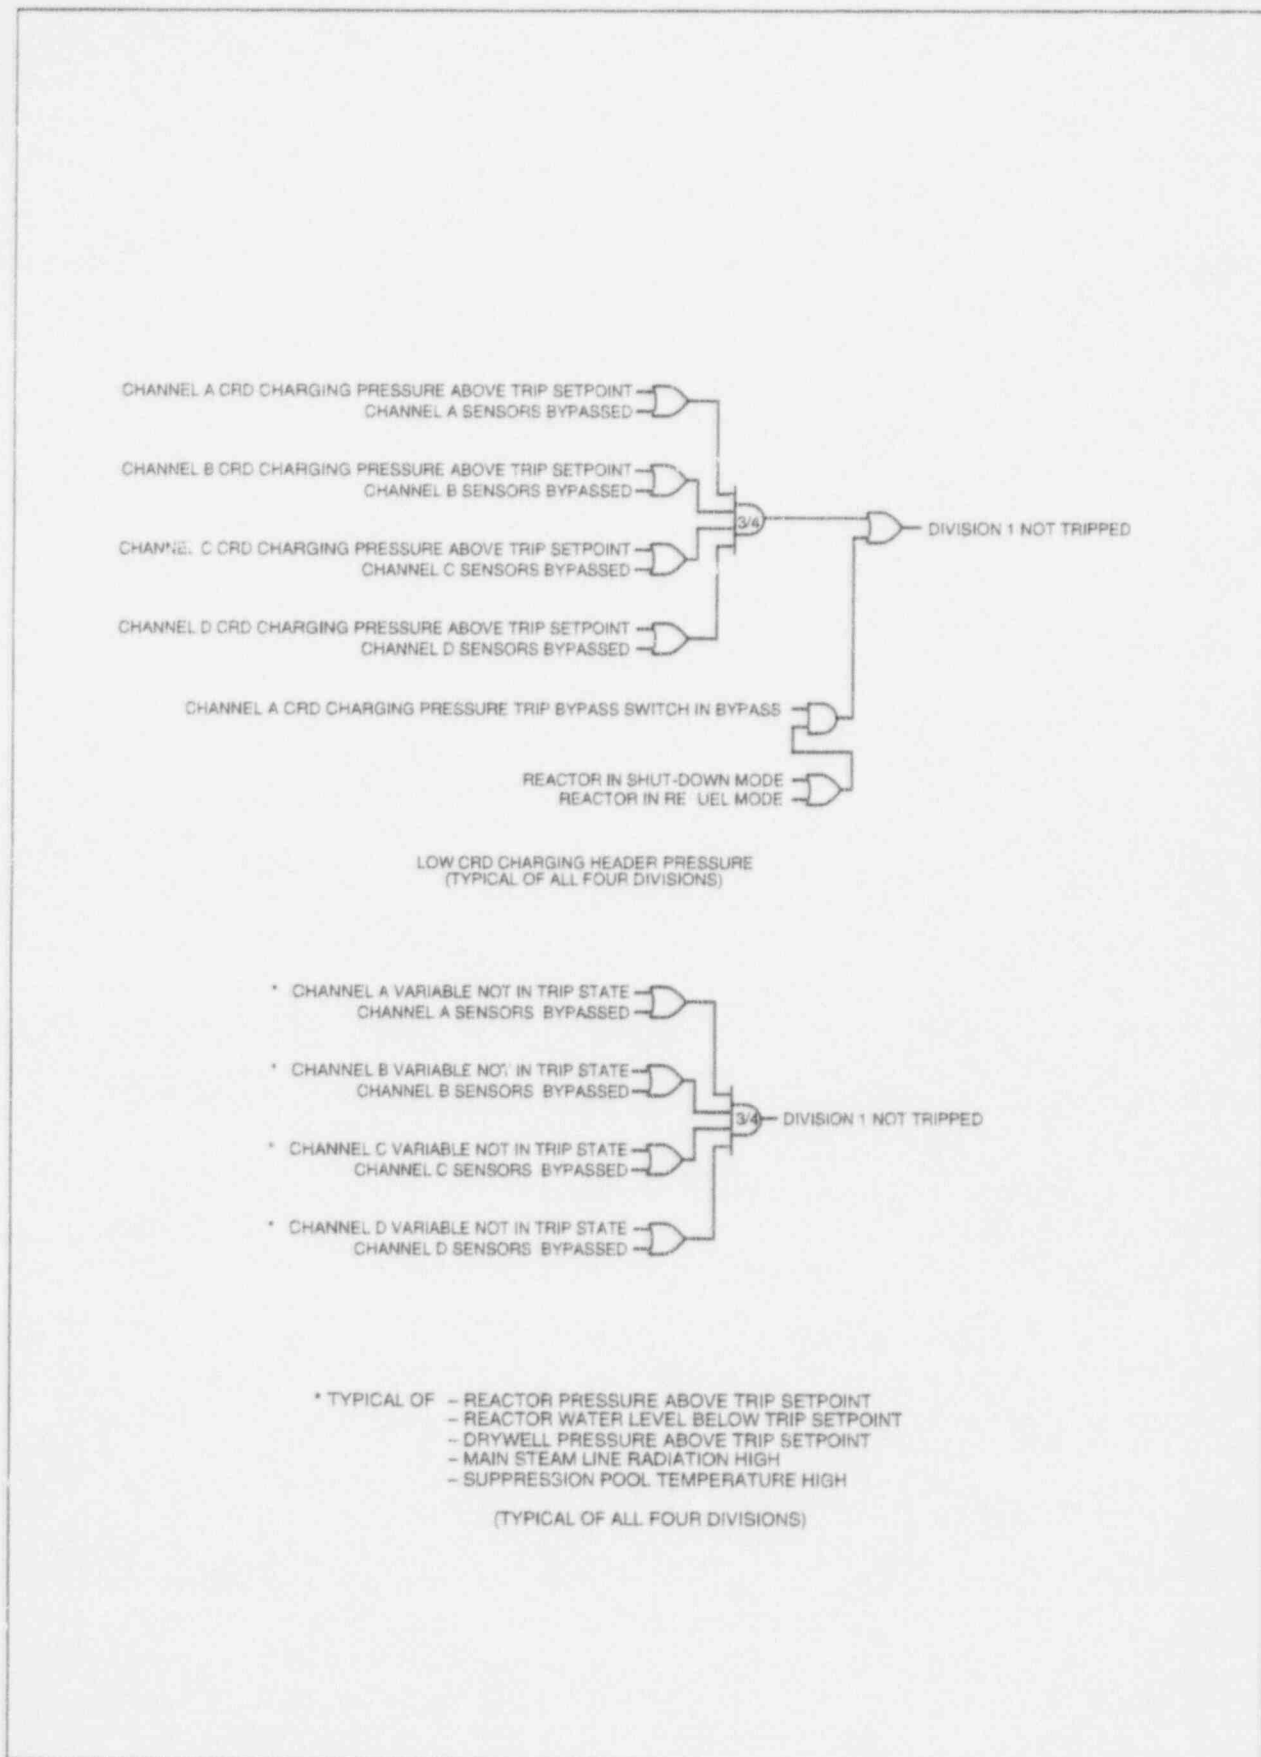 CHANNEL A CRD CHARGING PRESSURE ABOVE TRIP SETPOINT
CHANNEL A SENSORS BYPASSED
CHANNEL B CRD CHARGING PRESSURE ABOVE TRIP SETPOINT
CHANNEL B SENSORS BYPASSED
3/4
DIVISION 1 NOT TRIPPED
CHANNEL C CRD CHARGING PRESSURE ABOVE TRIP SETPOINT
CHANNEL C SENSORS BYPASSED
CHANNEL D CRD CHARGING PRESSURE ABOVE TRIP SETPOINT
CHANNEL D SENSORS BYPASSED
CHANNEL A CRD CHARGING PRESSURE TRIP BYPASS SWITCH IN BYPASS
REACTOR IN SHUT-DOWN MODE
REACTOR IN RE UEL MODE
LOW CRD CHARGING HEADER PRESSURE
(TYPICAL OF ALL FOUR DIVISIONS)
* CHANNEL A VARIABLE NOT IN TRIP STATE
CHANNEL A SENSORS BYPASSED
* CHANNEL B VARIABLE NOT IN TRIP STATE
CHANNEL B SENSORS BYPASSED
3/4
DIVISION 1 NOT TRIPPED
* CHANNEL C VARIABLE NOT IN TRIP STATE
CHANNEL C SENSORS BYPASSED
* CHANNEL D VARIABLE NOT IN TRIP STATE
CHANNEL D SENSORS BYPASSED
* TYPICAL OF – REACTOR PRESSURE ABOVE TRIP SETPOINT
– REACTOR WATER LEVEL BELOW TRIP SETPOINT
– DRYWELL PRESSURE ABOVE TRIP SETPOINT
– MAIN STEAM LINE RADIATION HIGH
– SUPPRESSION POOL TEMPERATURE HIGH
(TYPICAL OF ALL FOUR DIVISIONS)